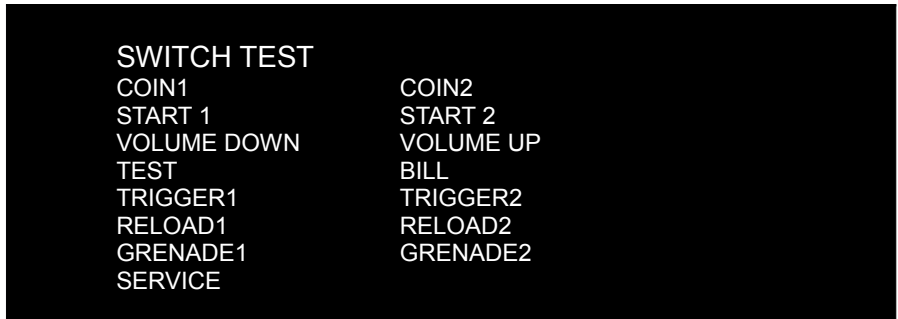 SWITCH TEST
COIN1 COIN2
START 1 START 2
VOLUME DOWN VOLUME UP
TEST BILL
TRIGGER1 TRIGGER2
RELOAD1 RELOAD2
GRENADE1 GRENADE2
SERVICE